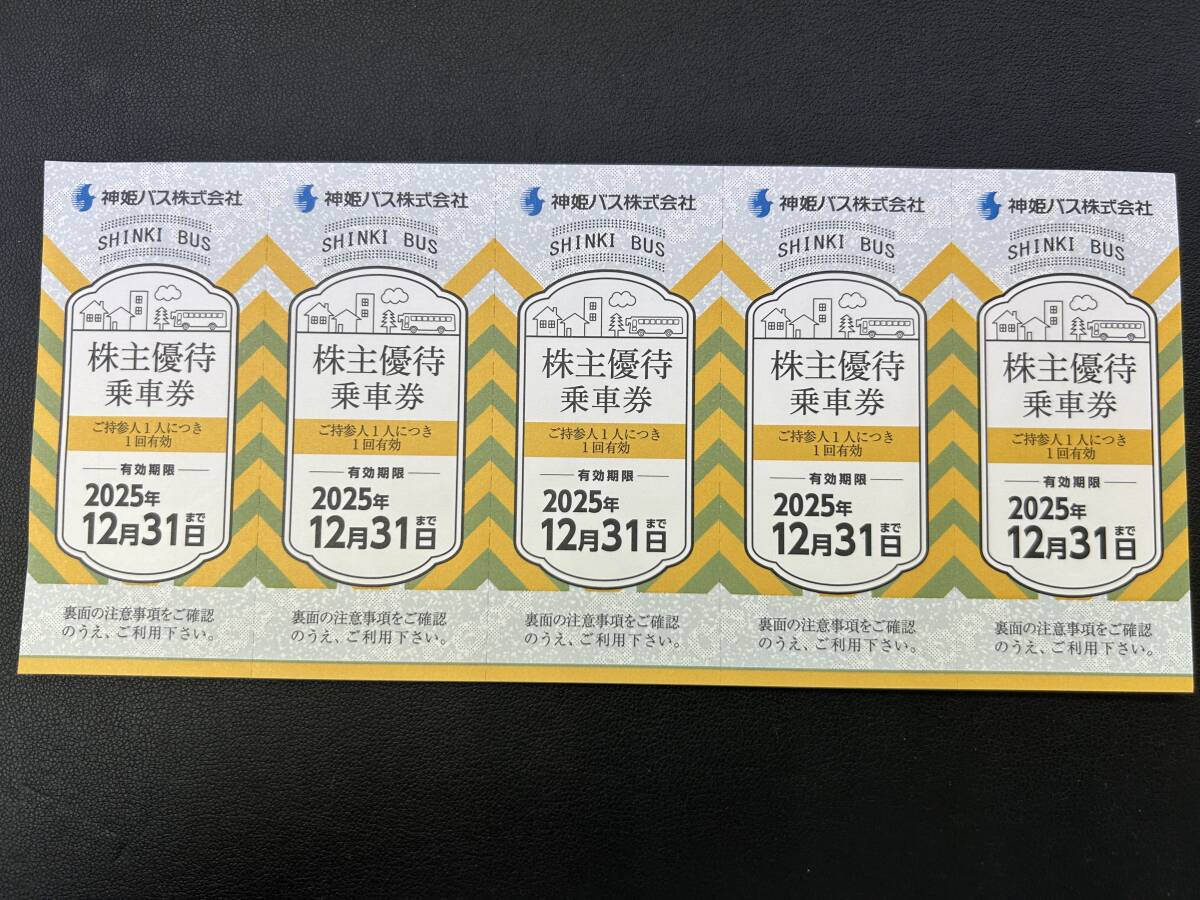 神姫バス株式会社
SHINKI BUS
株主優待
乗車券
ご持参人1人につき
1回有効
有効期限
2025年
12月31日まで
裏面の注意事項をご確認
のうえ、ご利用下さい。
神姫バス株式会社
SHINKI BUS
株主優待
乗車券
ご持参人1人につき
1回有効
有効期限
2025年
12月31日まで
裏面の注意事項をご確認
のうえ、ご利用下さい。
神姫バス株式会社
SHINKI BUS
株主優待
乗車券
ご持参人1人につき
1回有効
有効期限
2025年
12月31日まで
裏面の注意事項をご確認
のうえ、ご利用下さい。
神姫バス株式会社
SHINKI BUS
株主優待
乗車券
ご持参人1人につき
1回有効
有効期限
2025年
12月31日まで
裏面の注意事項をご確認
のうえ、ご利用下さい。
神姫バス株式会社
SHINKI BUS
株主優待
乗車券
ご持参人1人につき
1回有効
有効期限
2025年
12月31日まで
裏面の注意事項をご確認
のうえ、ご利用下さい。